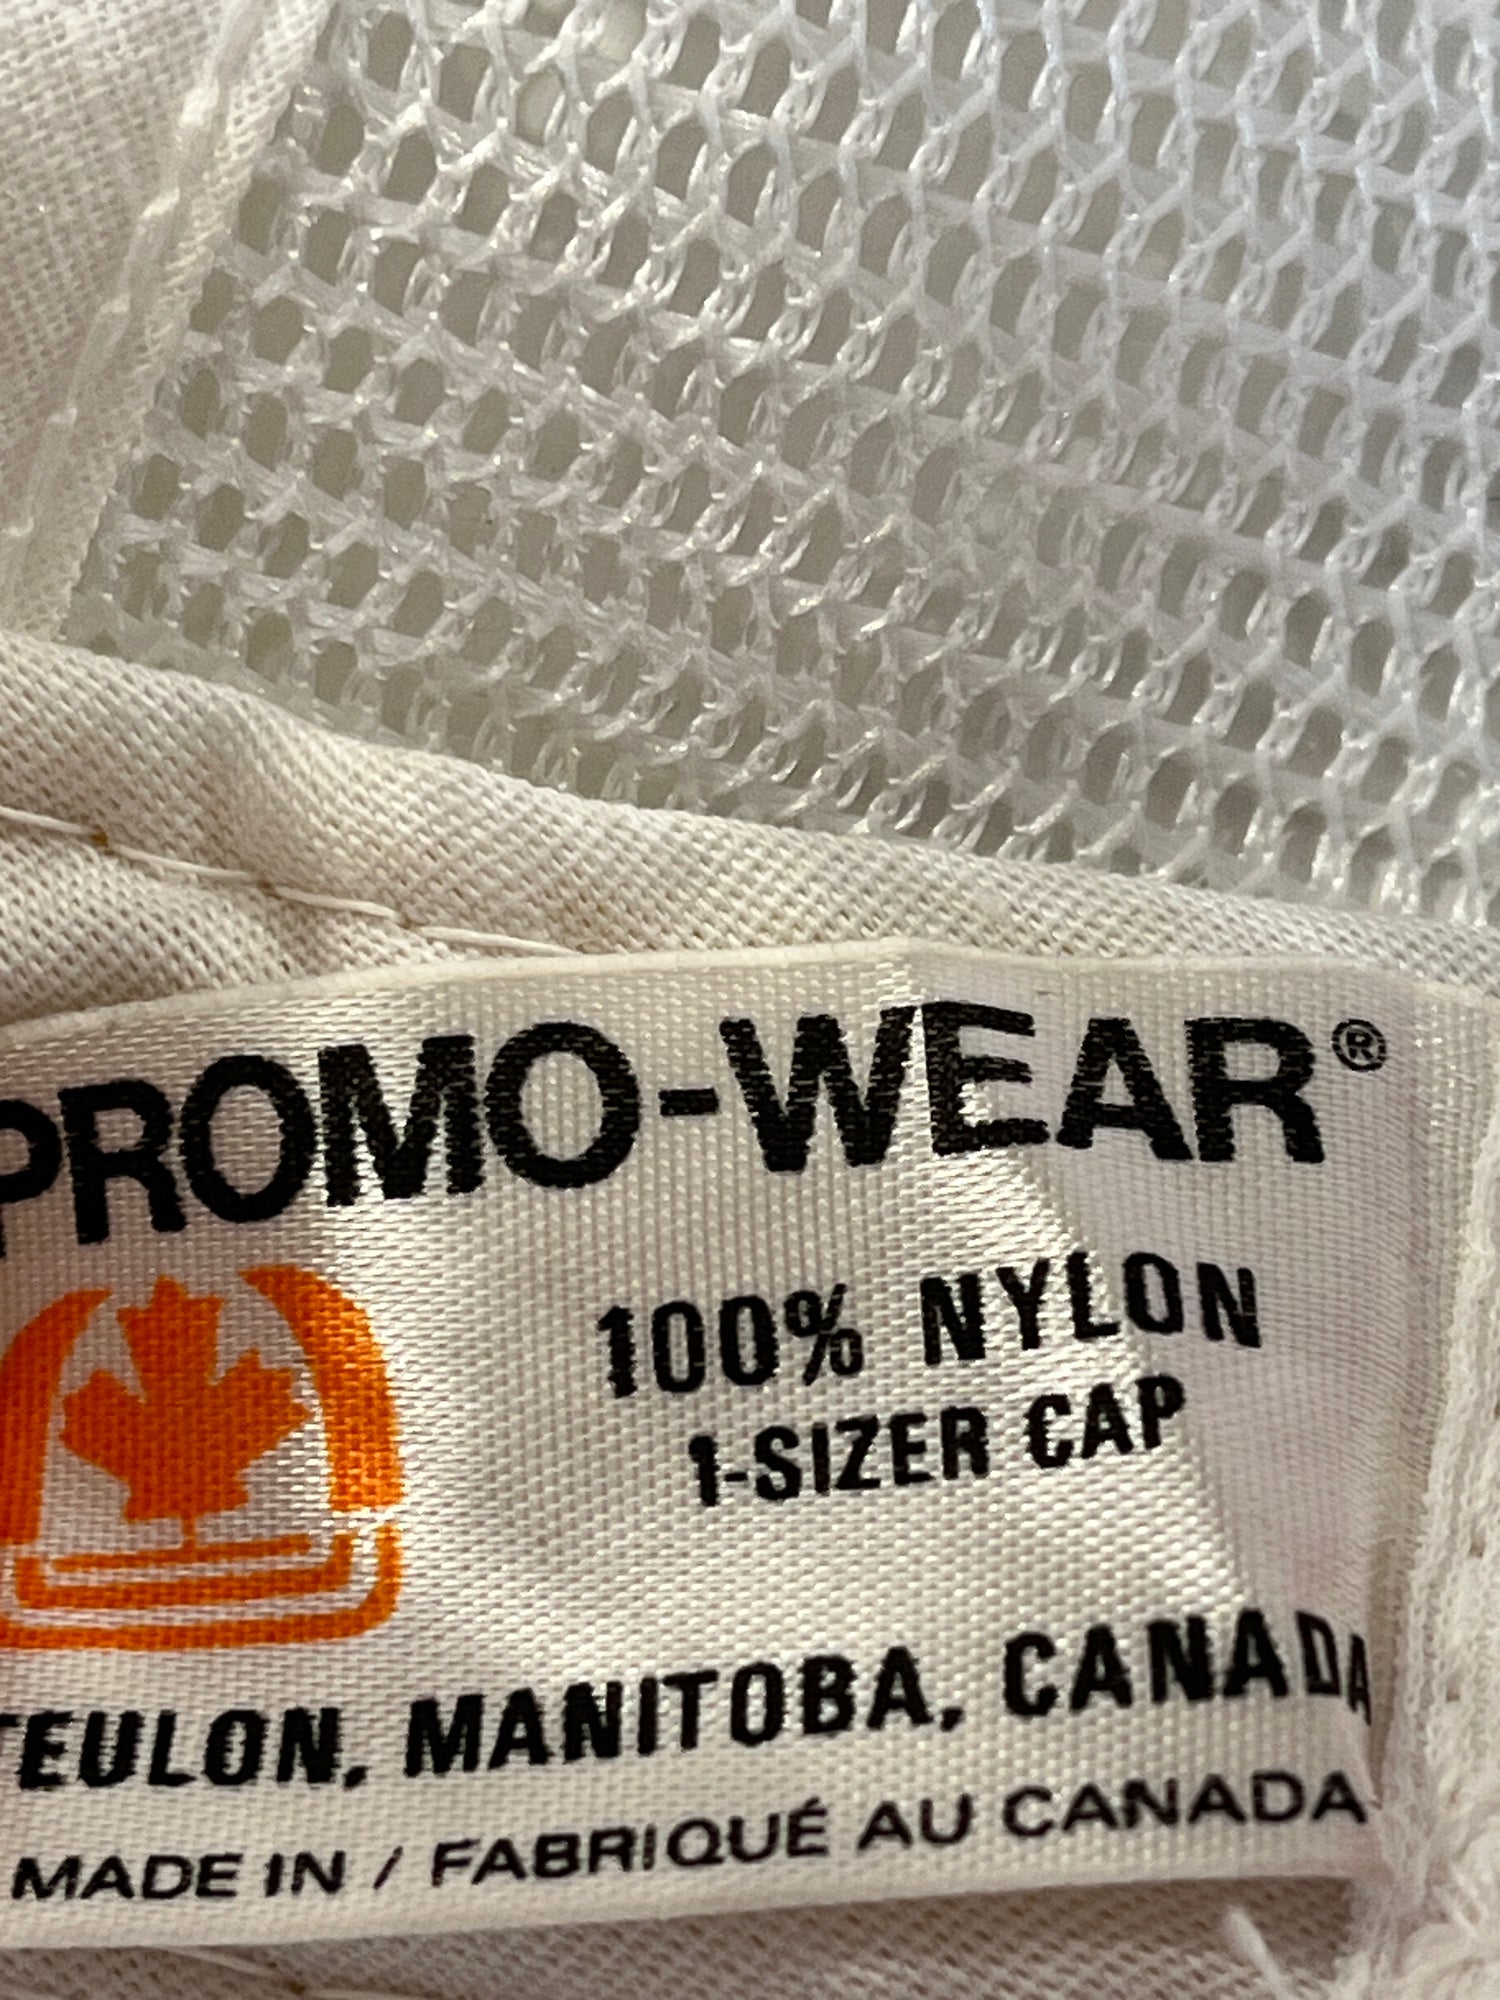 PROMO-WEAR®
100% NYLON
1-SIZER CAP
TEULON, MANITOBA, CANADA
MADE IN / FABRIQUÉ AU CANADA